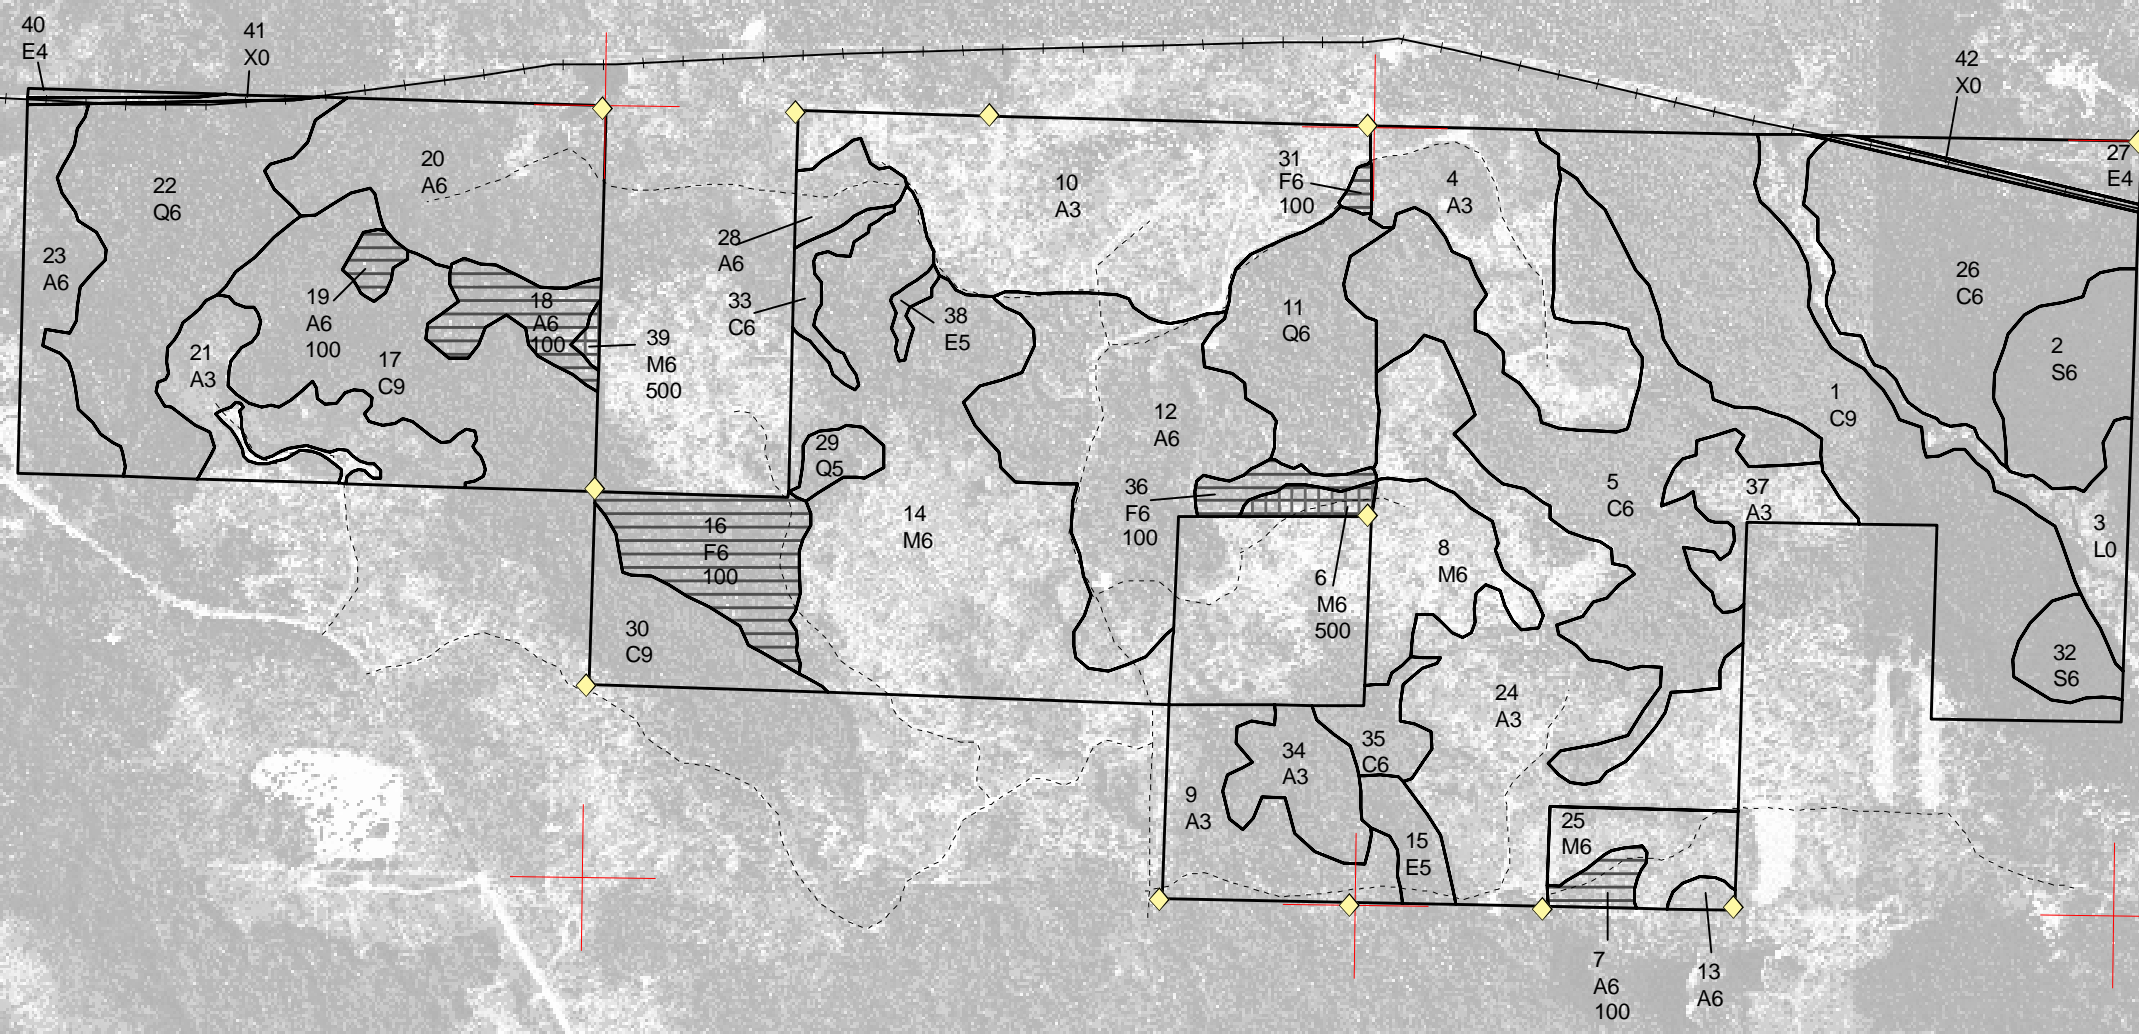 40
E4
41
X0
42
X0
27
E4
20
A6
22
Q6
23
A6
19
A6
100
18
A6
100
39
M6
500
21
A3
17
C9
28
A6
33
C6
38
E5
10
A3
31
F6
100
4
A3
11
Q6
26
C6
2
S6
1
C9
12
A6
29
Q5
14
M6
36
F6
100
5
C6
37
A3
3
L0
16
F6
100
30
C9
6
M6
500
8
M6
32
S6
24
A3
34
A3
35
C6
9
A3
15
E5
25
M6
7
A6
100
13
A6